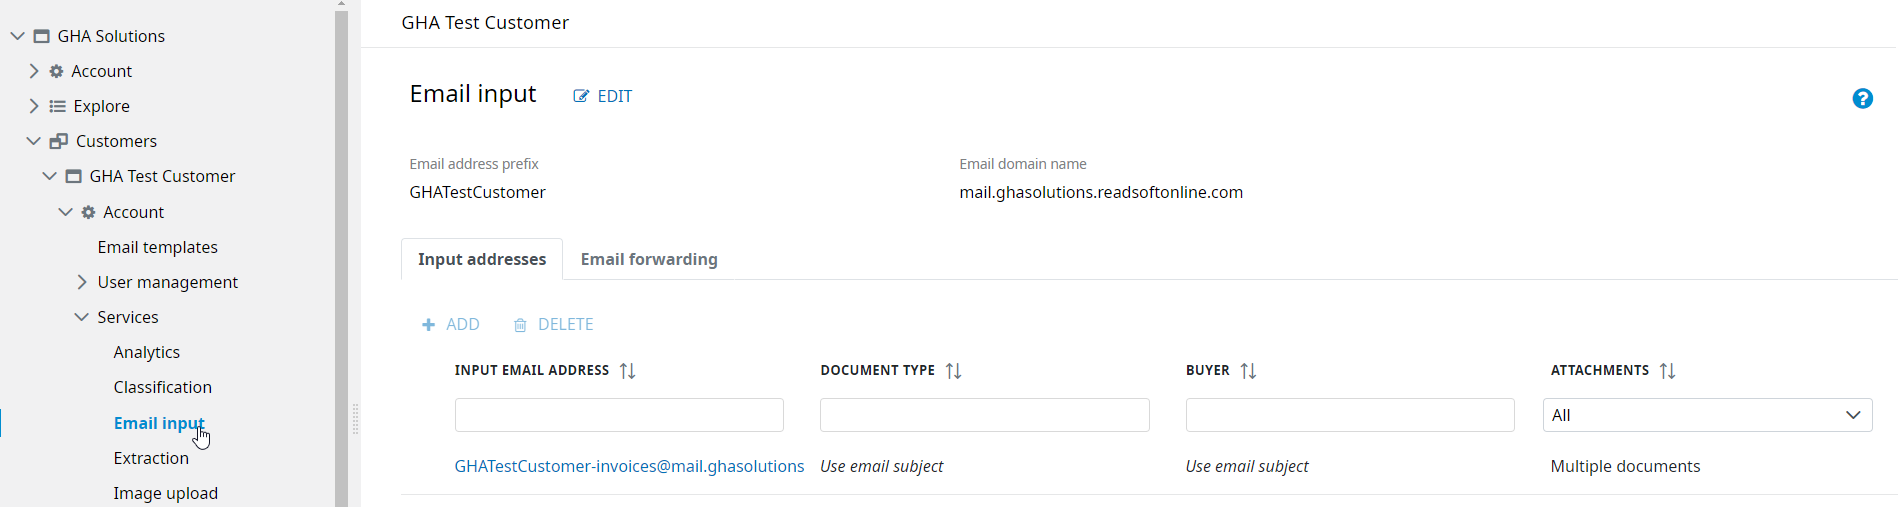 GHA Solutions
Account
Explore
Customers
GHA Test Customer
Account
Email templates
User management
Services
Analytics
Classification
Email input
Extraction
Image upload
GHA Test Customer
Email input EDIT
?
Email address prefix Email domain name
GHATestCustomer mail.ghasolutions.readsoftonline.com
Input addresses Email forwarding
ADD DELETE
INPUT EMAIL ADDRESS DOCUMENT TYPE BUYER ATTACHMENTS
All
GHATestCustomer-invoices@mail.ghasolutions Use email subject Use email subject Multiple documents